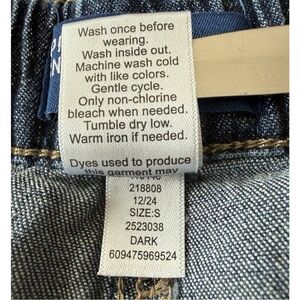 Wash once before
wearing.
Wash inside out.
Machine wash cold
with like colors.
Gentle cycle.
Only non-chlorine
bleach when needed.
Tumble dry low.
Warm iron if needed.
Dyes used to produce
this garment may
218808
12/24
SIZE:S
2523038
DARK
609475969524